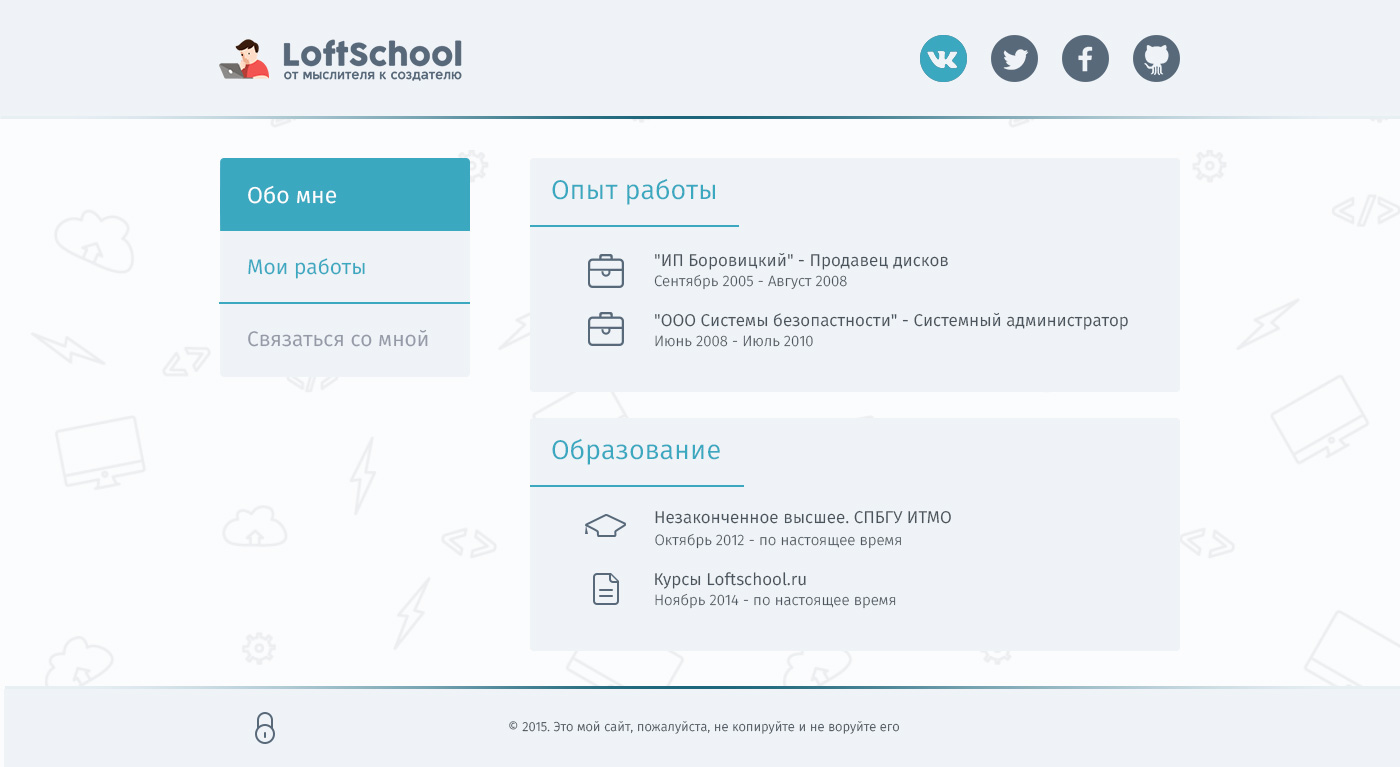 LoftSchool
от мыслителя к создателю
Обо мне
Мои работы
Связаться со мной
Опыт работы
"ИП Боровицкий" - Продавец дисков
Сентябрь 2005 - Август 2008
"ООО Системы безопастности" - Системный администратор
Июнь 2008 - Июль 2010
Образование
Незаконченное высшее. СПБГУ ИТМО
Октябрь 2012 - по настоящее время
Курсы Loftschool.ru
Ноябрь 2014 - по настоящее время
© 2015. Это мой сайт, пожалуйста, не копируйте и не воруйте его